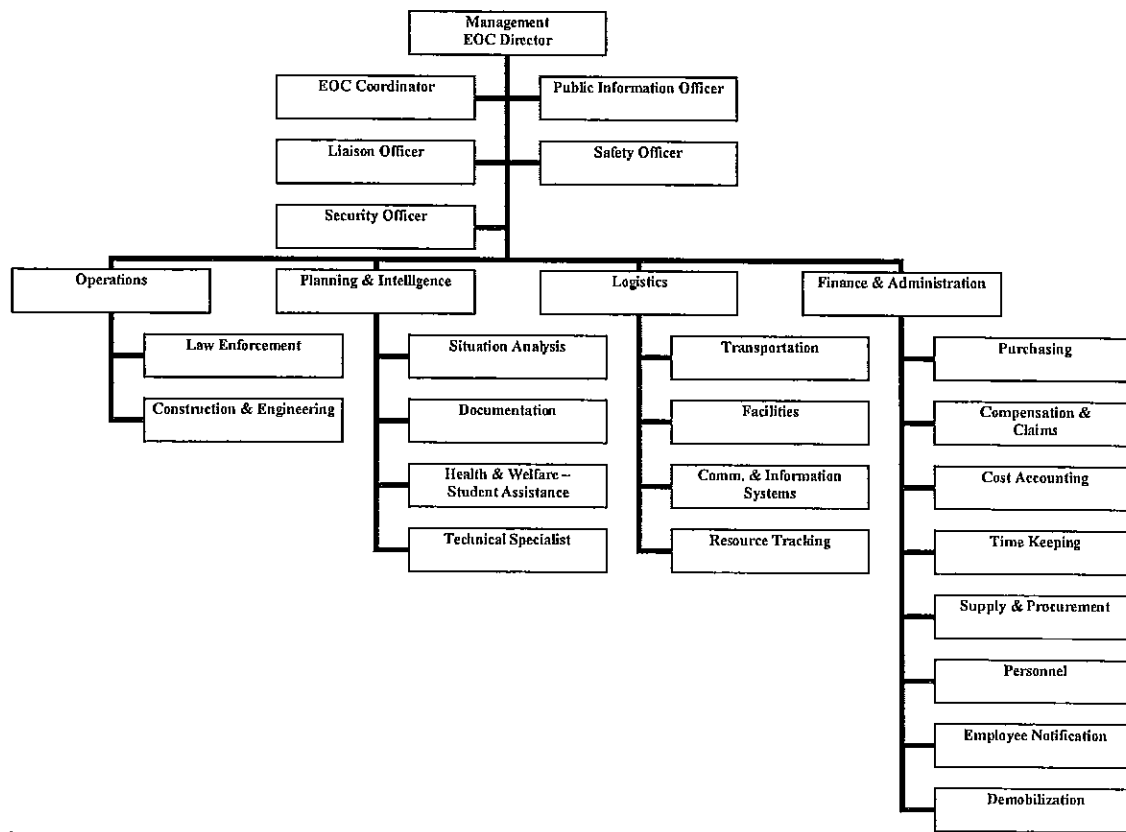 Management
EOC Director
EOC Coordinator
Public Information Officer
Liaison Officer
Safety Officer
Security Officer
Operations
Planning & Intelligence
Logistics
Finance & Administration
Law Enforcement
Construction & Engineering
Situation Analysis
Documentation
Health & Welfare –
Student Assistance
Technical Specialist
Transportation
Facilities
Comm. & Information
Systems
Resource Tracking
Purchasing
Compensation &
Claims
Cost Accounting
Time Keeping
Supply & Procurement
Personnel
Employee Notification
Demobilization